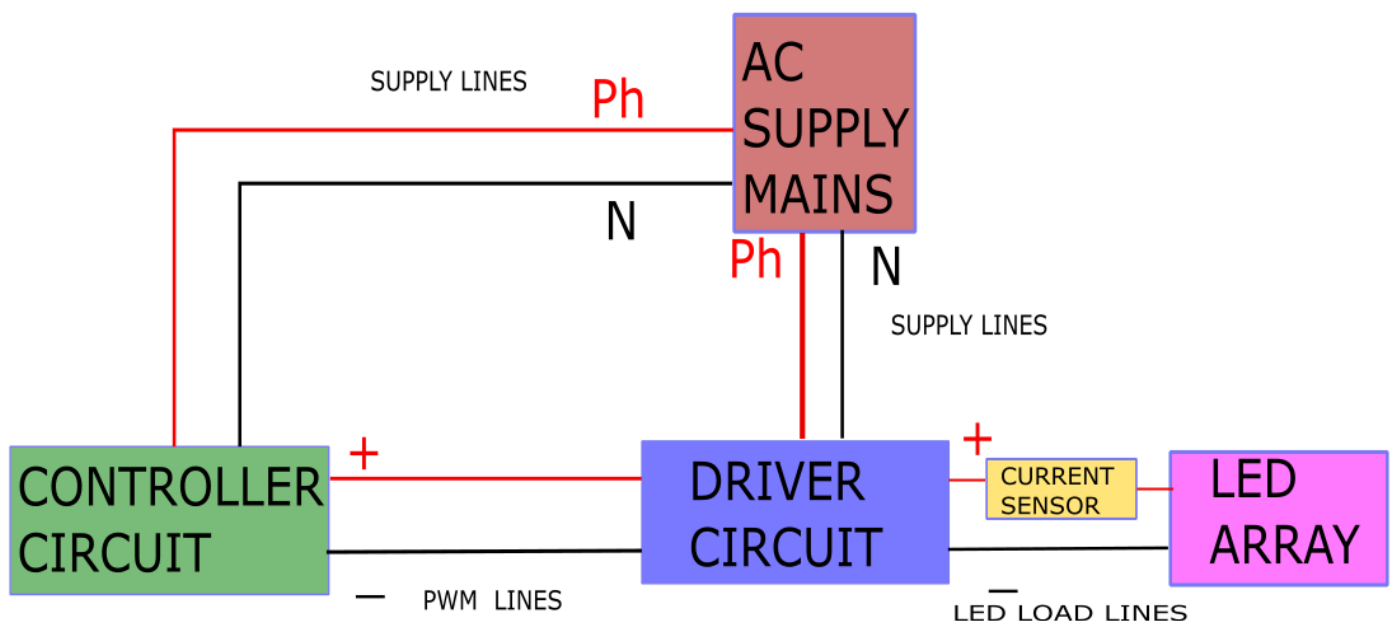 AC
SUPPLY
MAINS
SUPPLY LINES
Ph
N
Ph
N
SUPPLY LINES
CONTROLLER
CIRCUIT
+
−
PWM LINES
DRIVER
CIRCUIT
+
CURRENT
SENSOR
−
LED LOAD LINES
LED
ARRAY